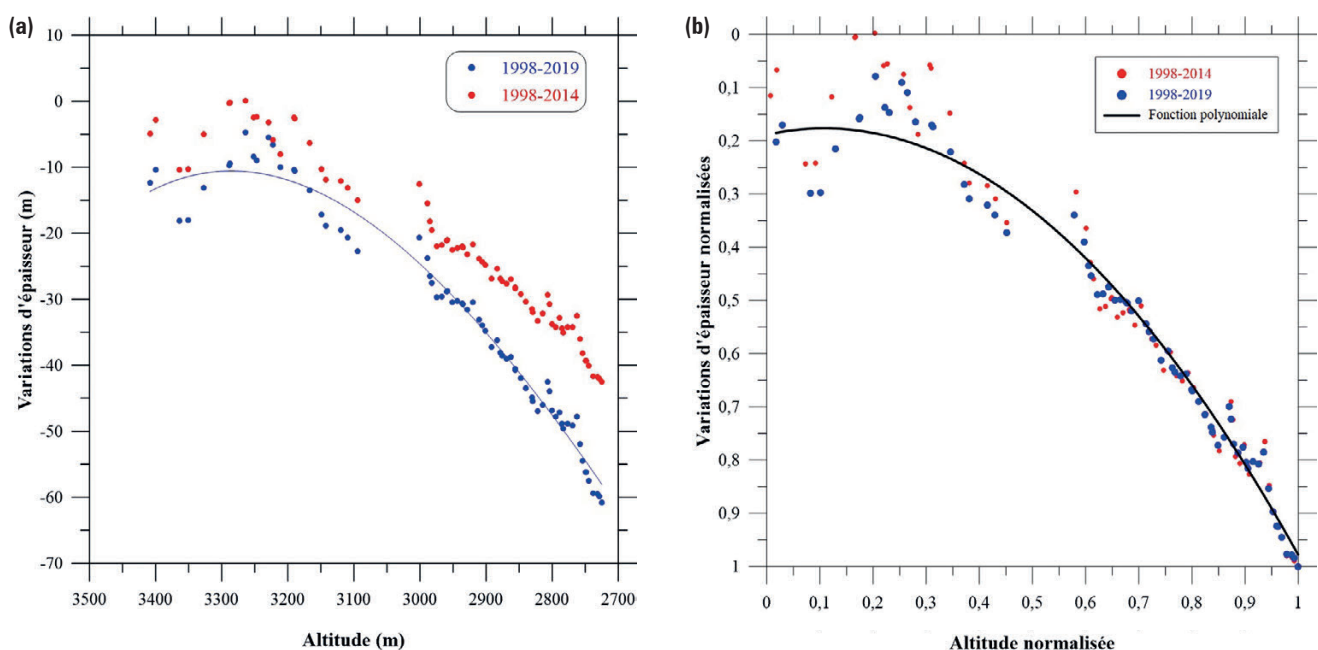 (a)
Variations d'épaisseur (m)
10
0
-10
-20
-30
-40
-50
-60
-70
1998-2019
1998-2014
3500 3400 3300 3200 3100 3000 2900 2800 2700
Altitude (m)
(b)
Variations d'épaisseur normalisées
0
0,1
0,2
0,3
0,4
0,5
0,6
0,7
0,8
0,9
1
1998-2014
1998-2019
Fonction polynomiale
0 0,1 0,2 0,3 0,4 0,5 0,6 0,7 0,8 0,9 1
Altitude normalisée